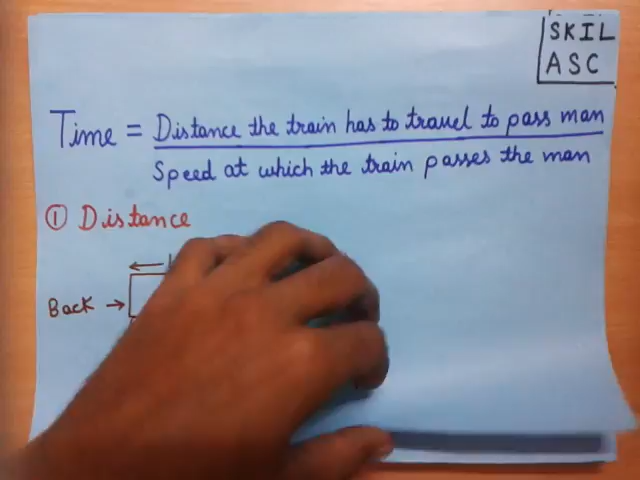 SKIL
ASC
Time = Distance the train has to travel to pass man
Speed at which the train passes the man
① Distance
Back →